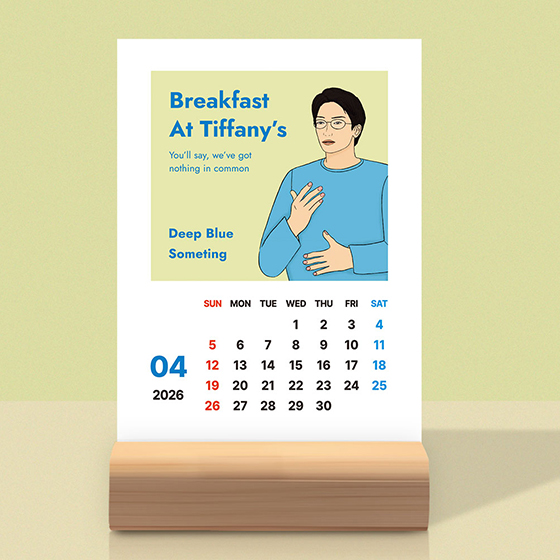 Breakfast
At Tiffany's
You'll say, we've got
nothing in common
Deep Blue
Someting
SUN MON TUE WED THU FRI SAT
1 2 3 4
5 6 7 8 9 10 11
12 13 14 15 16 17 18
19 20 21 22 23 24 25
26 27 28 29 30
04
2026